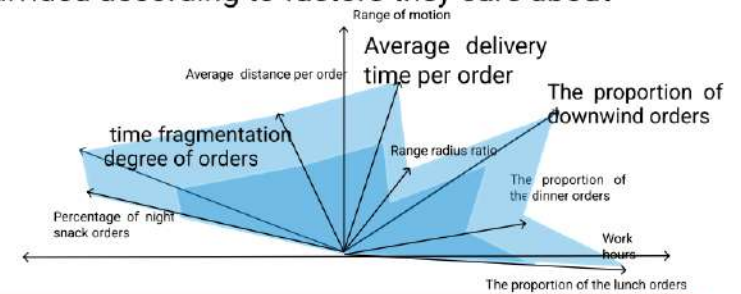 according to factors they care about
Range of motion
Average delivery
time per order
Average distance per order
The proportion of
downwind orders
time fragmentation
degree of orders
Range radius ratio
The proportion of
the dinner orders
Percentage of night
snack orders
Work
hours
The proportion of the lunch orders